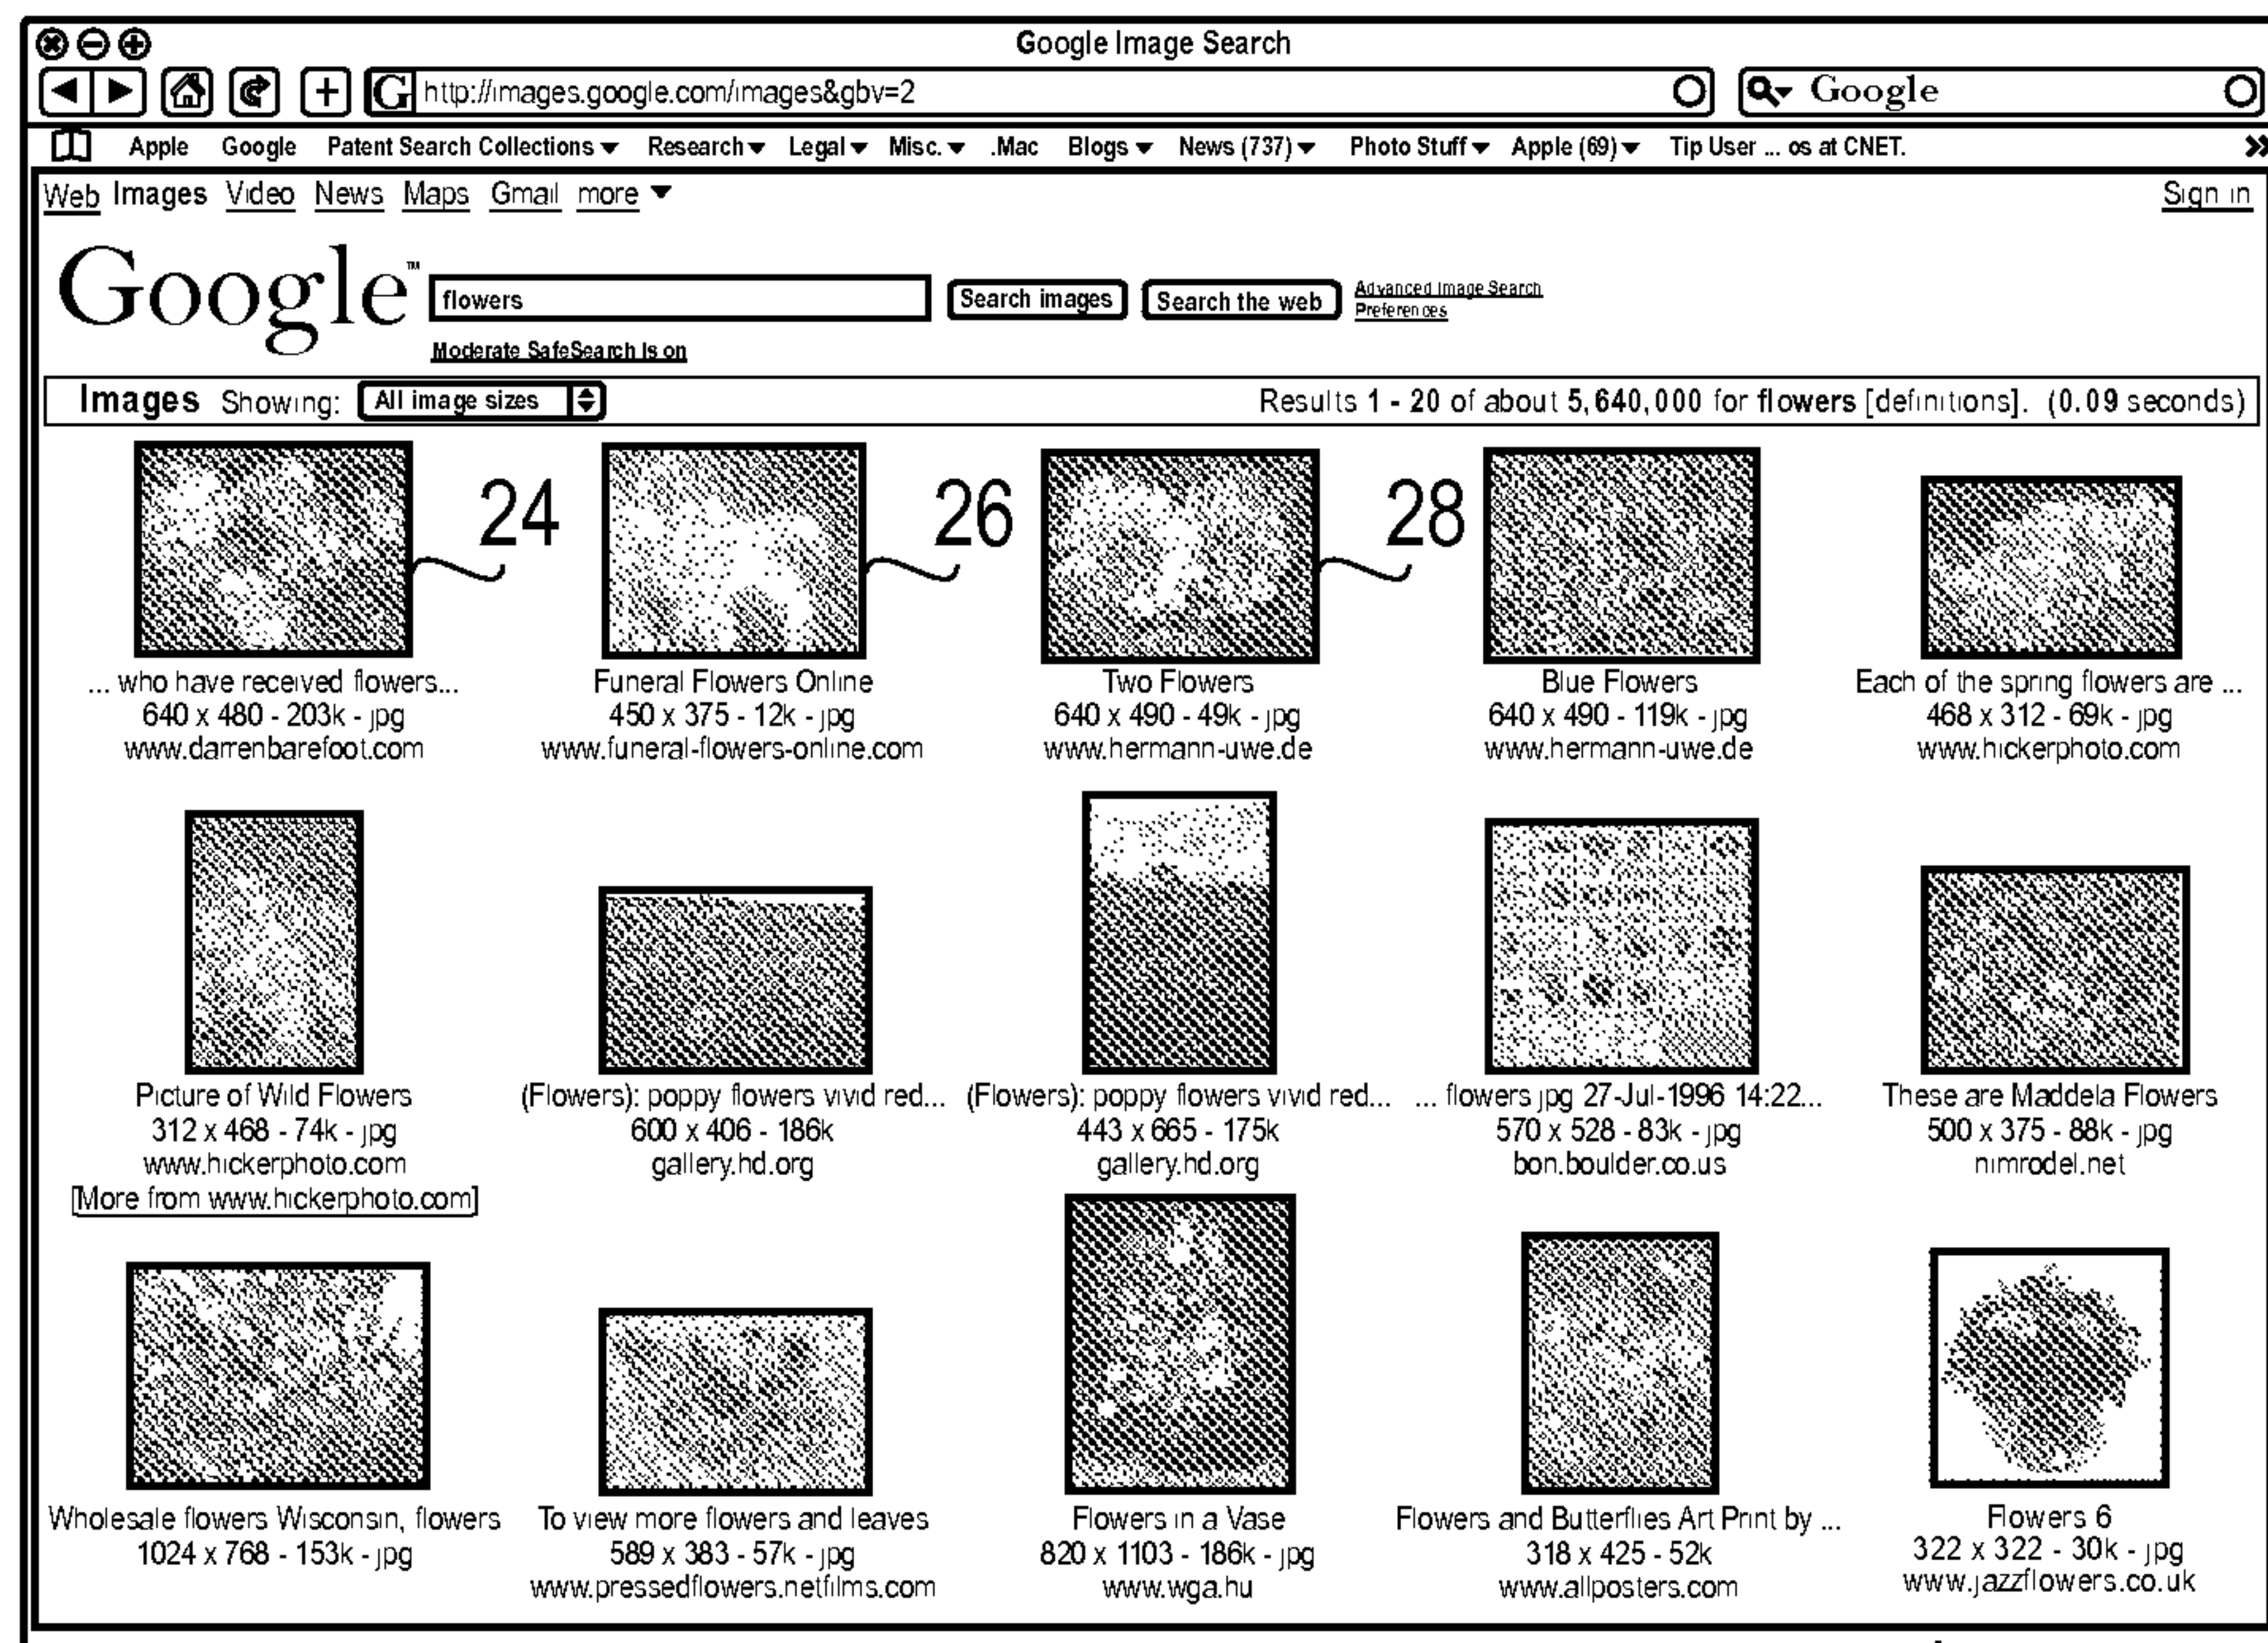 Google Image Search
G http://images.google.com/images&gbv=2
Google
Apple Google Patent Search Collections Research Legal Misc. .Mac Blogs News (737) Photo Stuff Apple (69) Tip User ... os at CNET. »
Web Images Video News Maps Gmail more Sign in
Google™ flowers Search images Search the web Advanced Image Search
Preferences
Moderate SafeSearch is on
Images Showing: All image sizes Results 1 - 20 of about 5,640,000 for flowers [definitions]. (0.09 seconds)
24 26 28
... who have received flowers...
640 x 480 - 203k - jpg
www.darrenbarefoot.com
Funeral Flowers Online
450 x 375 - 12k - jpg
www.funeral-flowers-online.com
Two Flowers
640 x 490 - 49k - jpg
www.hermann-uwe.de
Blue Flowers
640 x 490 - 119k - jpg
www.hermann-uwe.de
Each of the spring flowers are ...
468 x 312 - 69k - jpg
www.hickerphoto.com
Picture of Wild Flowers
312 x 468 - 74k - jpg
www.hickerphoto.com
[More from www.hickerphoto.com]
(Flowers): poppy flowers vivid red...
600 x 406 - 186k
gallery.hd.org
(Flowers): poppy flowers vivid red...
443 x 665 - 175k
gallery.hd.org
... flowers jpg 27-Jul-1996 14:22...
570 x 528 - 83k - jpg
bon.boulder.co.us
These are Maddela Flowers
500 x 375 - 88k - jpg
nimrodel.net
Wholesale flowers Wisconsin, flowers
1024 x 768 - 153k - jpg
To view more flowers and leaves
589 x 383 - 57k - jpg
www.pressedflowers.netfilms.com
Flowers in a Vase
820 x 1103 - 186k - jpg
www.wga.hu
Flowers and Butterflies Art Print by ...
318 x 425 - 52k
www.allposters.com
Flowers 6
322 x 322 - 30k - jpg
www.jazzflowers.co.uk